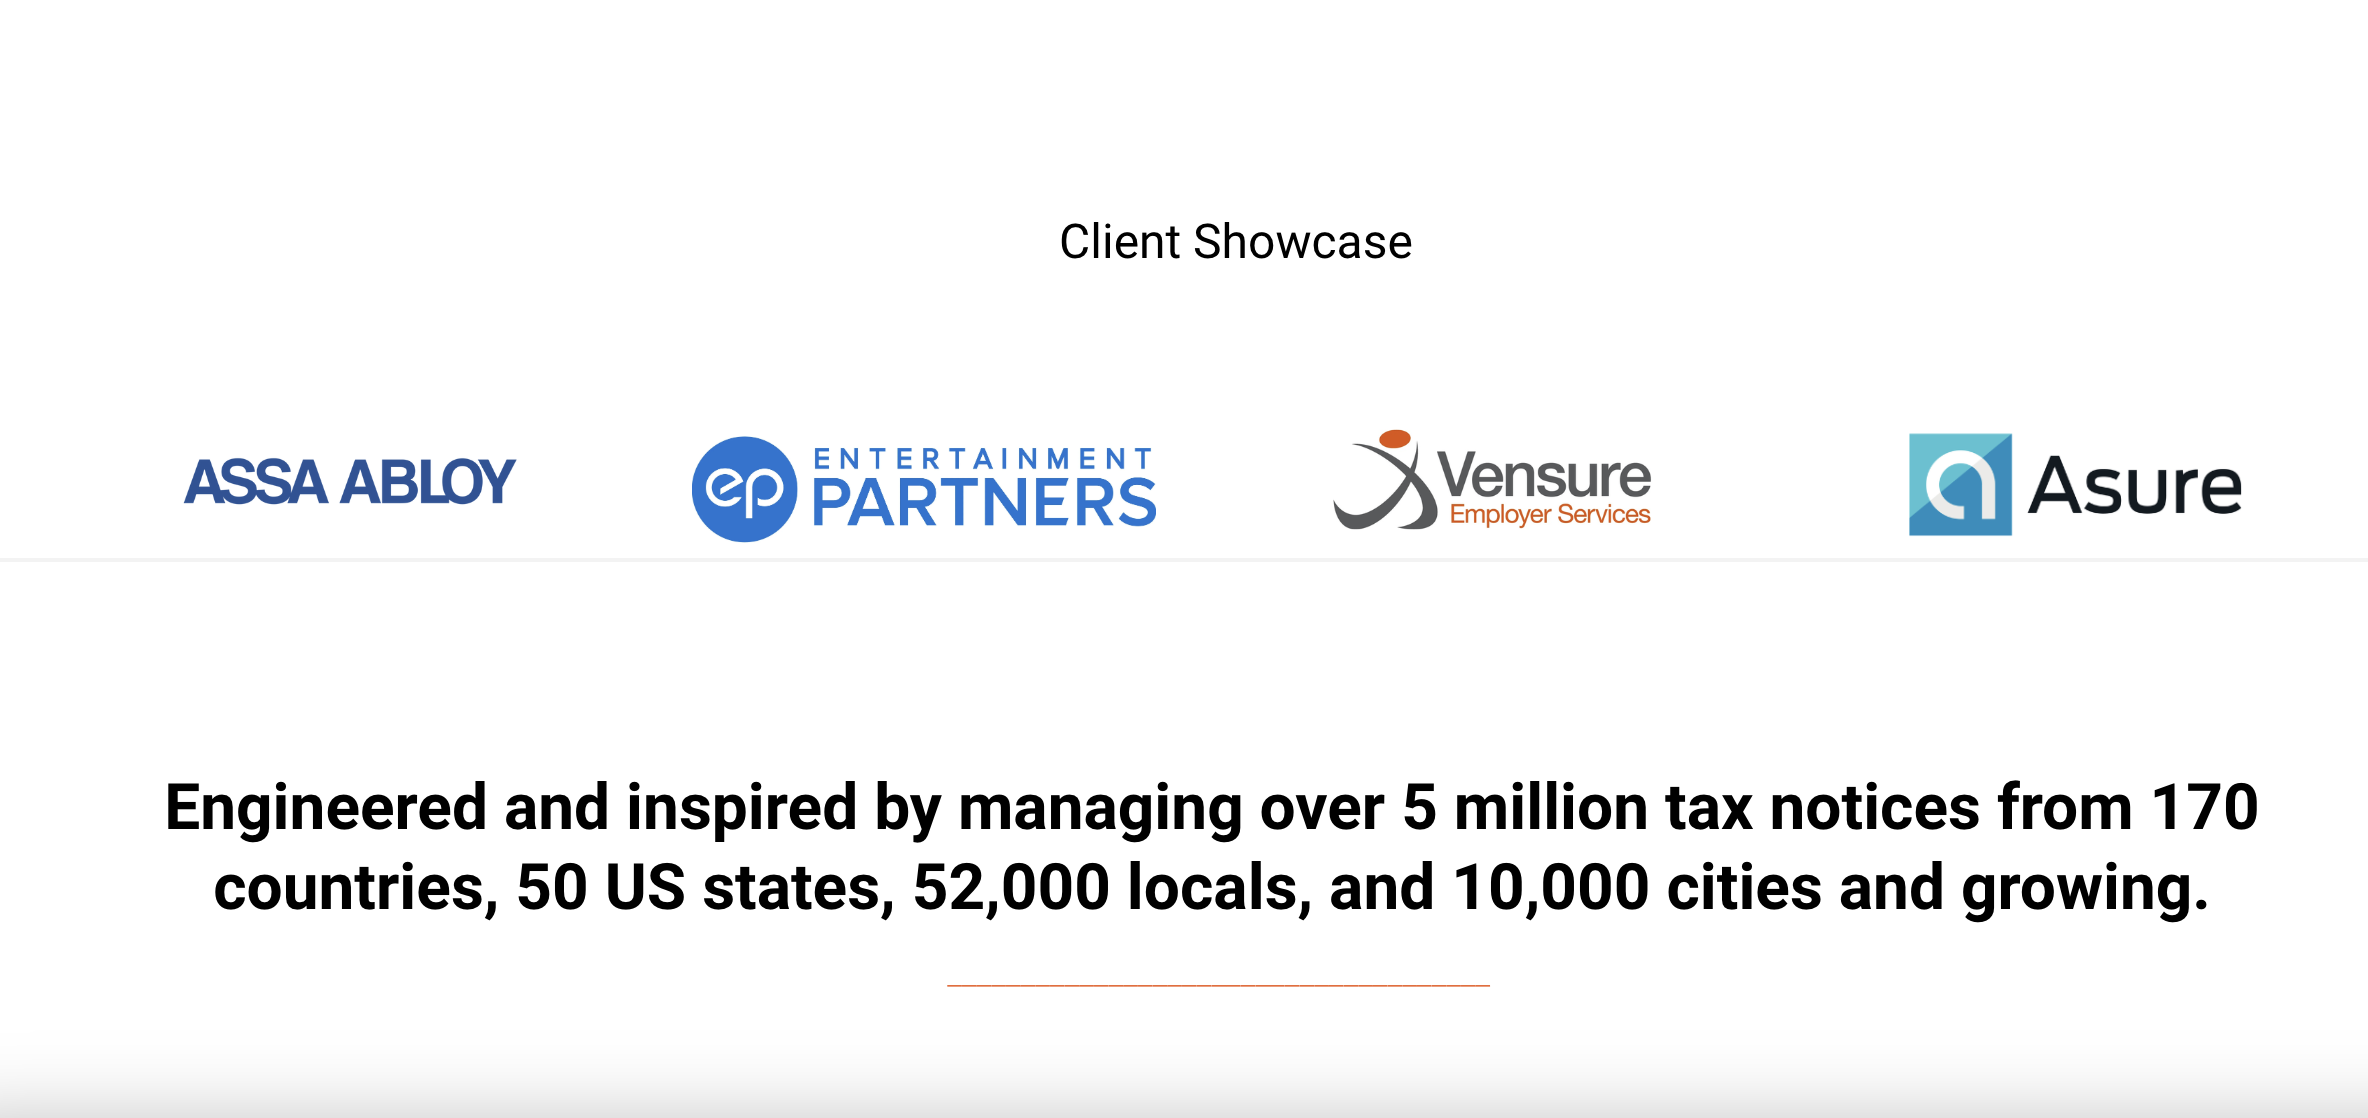 Client Showcase
ASSA ABLOY
ep
ENTERTAINMENT
PARTNERS
Vensure
Employer Services
a
Asure
Engineered and inspired by managing over 5 million tax notices from 170
countries, 50 US states, 52,000 locals, and 10,000 cities and growing.